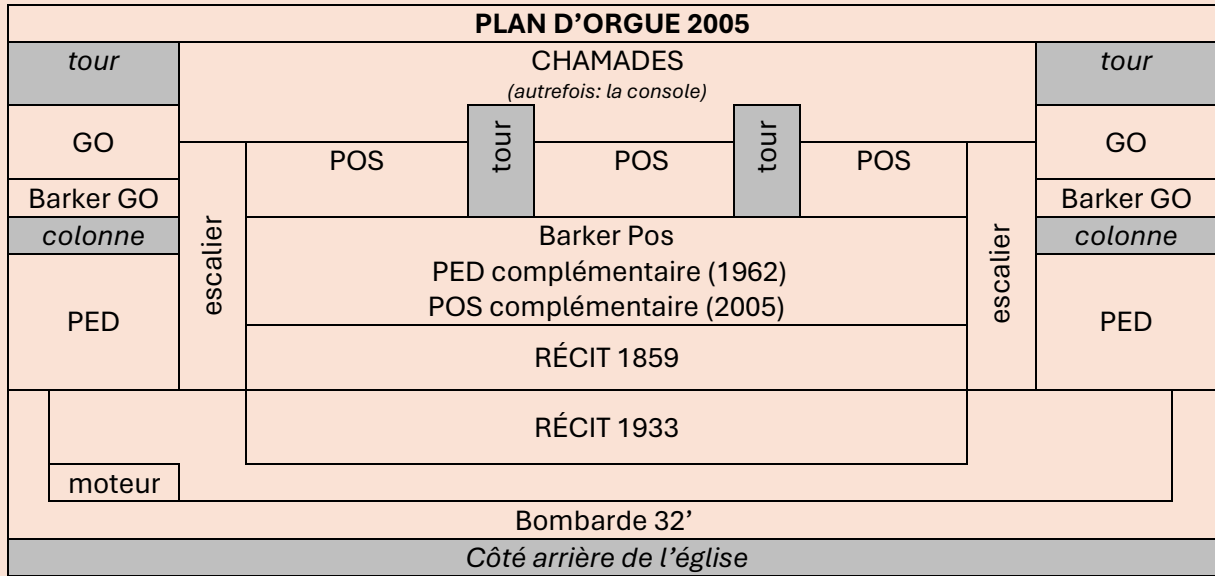 PLAN D’ORGUE 2005
tour
CHAMADES
tour
(autrefois: la console)
GO
tour
tour
GO
POS
POS
POS
Barker GO
Barker GO
escalier
escalier
colonne
Barker Pos
colonne
PED complémentaire (1962)
POS complémentaire (2005)
PED
PED
RÉCIT 1859
RÉCIT 1933
moteur
Bombarde 32’
Côté arrière de l’église